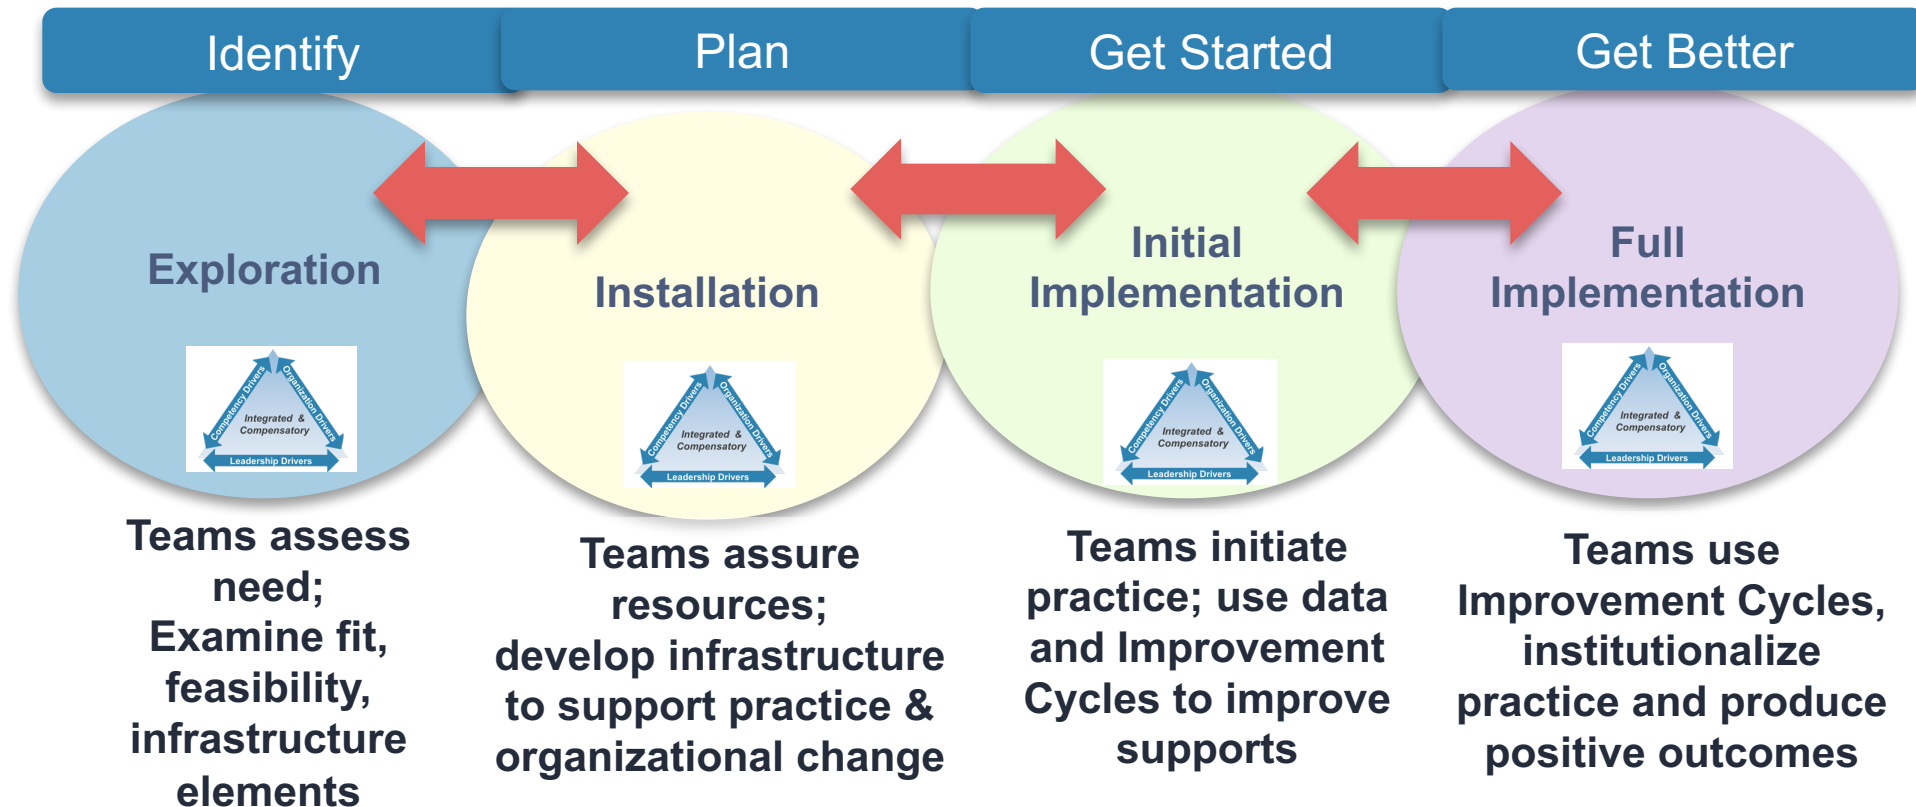 Identify
Plan
Get Started
Get Better
Exploration
Competency Drivers
Organization Drivers
Integrated &
Compensatory
Leadership Drivers
Teams assess
need;
Examine fit,
feasibility,
infrastructure
elements
Installation
Competency Drivers
Organization Drivers
Integrated &
Compensatory
Leadership Drivers
Teams assure
resources;
develop infrastructure
to support practice &
organizational change
Initial
Implementation
Competency Drivers
Organization Drivers
Integrated &
Compensatory
Leadership Drivers
Teams initiate
practice; use data
and Improvement
Cycles to improve
supports
Full
Implementation
Competency Drivers
Organization Drivers
Integrated &
Compensatory
Leadership Drivers
Teams use
Improvement Cycles,
institutionalize
practice and produce
positive outcomes